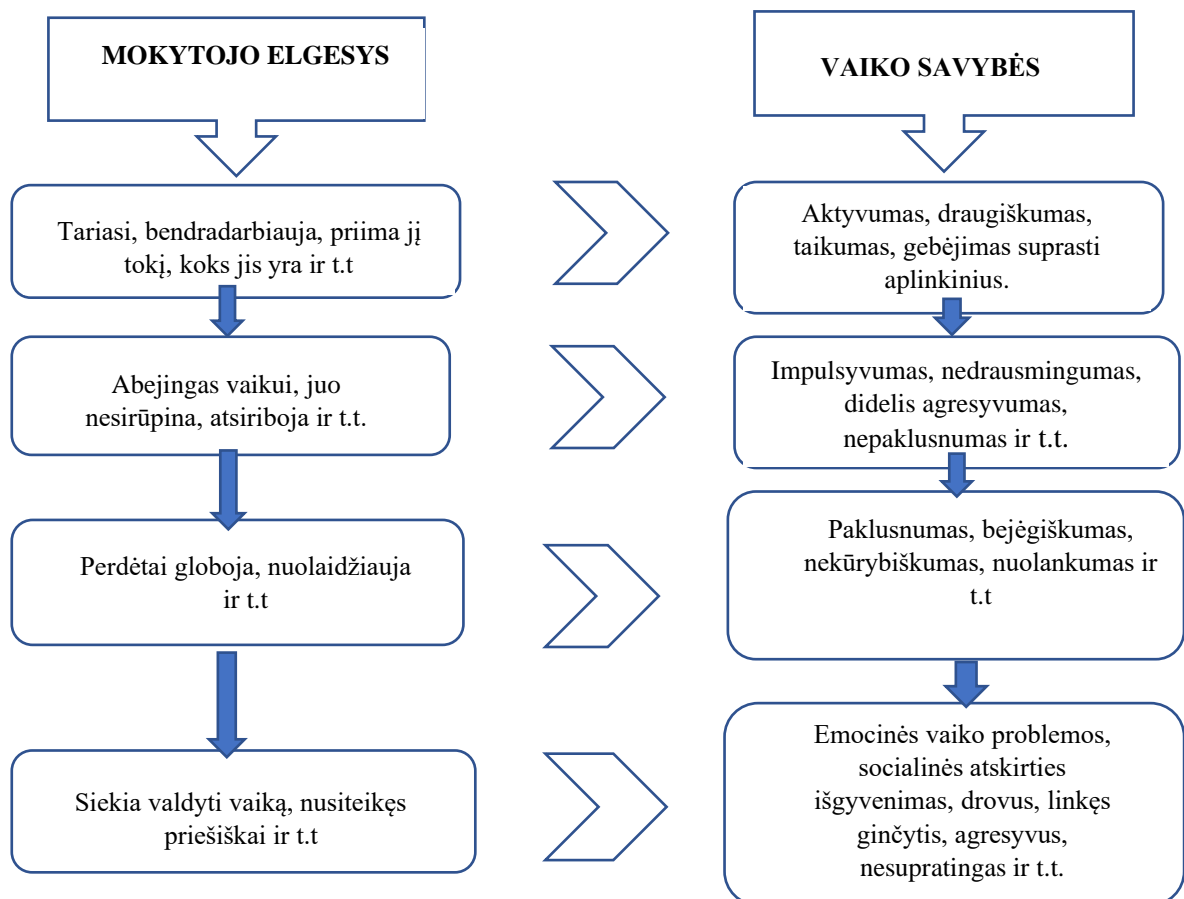 MOKYTOJO ELGESYS
VAIKO SAVYBĖS
Tariasi, bendradarbiauja, priima jį
tokį, koks jis yra ir t.t
Aktyvumas, draugiškumas,
taikumas, gebėjimas suprasti
aplinkinius.
Abejingas vaikui, juo
nesirūpina, atsiriboja ir t.t.
Impulsyvumas, nedrausmingumas,
didelis agresyvumas,
nepaklusnumas ir t.t.
Perdėtai globoja, nuolaidžiauja
ir t.t
Paklusnumas, bejėgiškumas,
nekūrybiškumas, nuolankumas ir
t.t
Siekia valdyti vaiką, nusiteikęs
priešiškai ir t.t
Emocinės vaiko problemos,
socialinės atskirties
išgyvenimas, drovus, linkęs
ginčytis, agresyvus,
nesupratingas ir t.t.